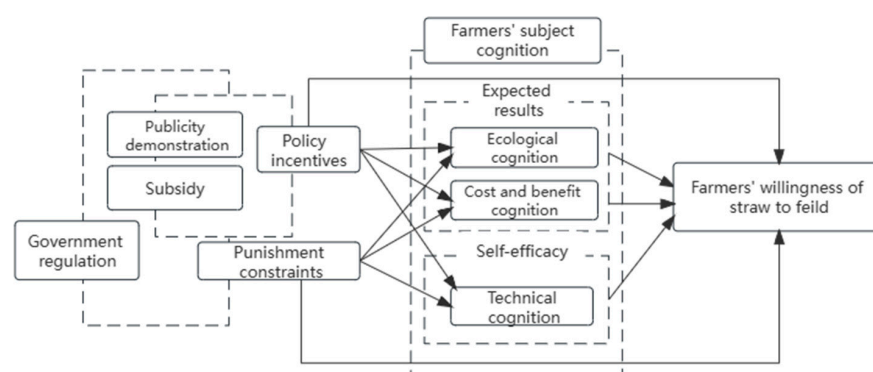 Farmers' subject
cognition
Expected
results
Publicity
demonstration
Policy
incentives
Ecological
cognition
Subsidy
Cost and benefit
cognition
Farmers' willingness of
straw to feild
Government
regulation
Punishment
constraints
Self-efficacy
Technical
cognition